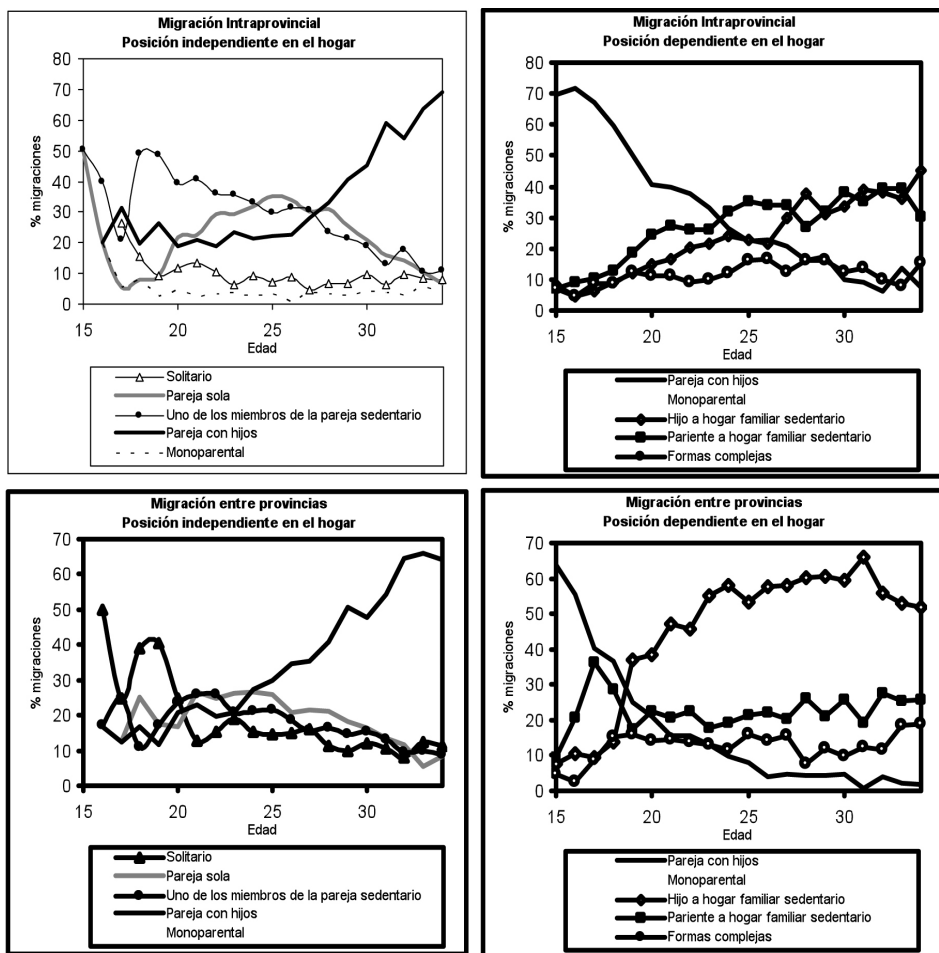 Migración Intraprovincial
Posición independiente en el hogar
% migraciones
80
70
60
50
40
30
20
10
0
15 20 25 30
Edad
Solitario
Pareja sola
Uno de los miembros de la pareja sedentario
Pareja con hijos
Monoparental
Migración Intraprovincial
Posición dependiente en el hogar
% migraciones
80
70
60
50
40
30
20
10
0
15 20 25 30
Edad
Pareja con hijos
Monoparental
Hijo a hogar familiar sedentario
Pariente a hogar familiar sedentario
Formas complejas
Migración entre provincias
Posición independiente en el hogar
% migraciones
70
60
50
40
30
20
10
0
15 20 25 30
Edad
Solitario
Pareja sola
Uno de los miembros de la pareja sedentario
Pareja con hijos
Monoparental
Migración entre provincias
Posición dependiente en el hogar
% migraciones
70
60
50
40
30
20
10
0
15 20 25 30
Edad
Pareja con hijos
Monoparental
Hijo a hogar familiar sedentario
Pariente a hogar familiar sedentario
Formas complejas